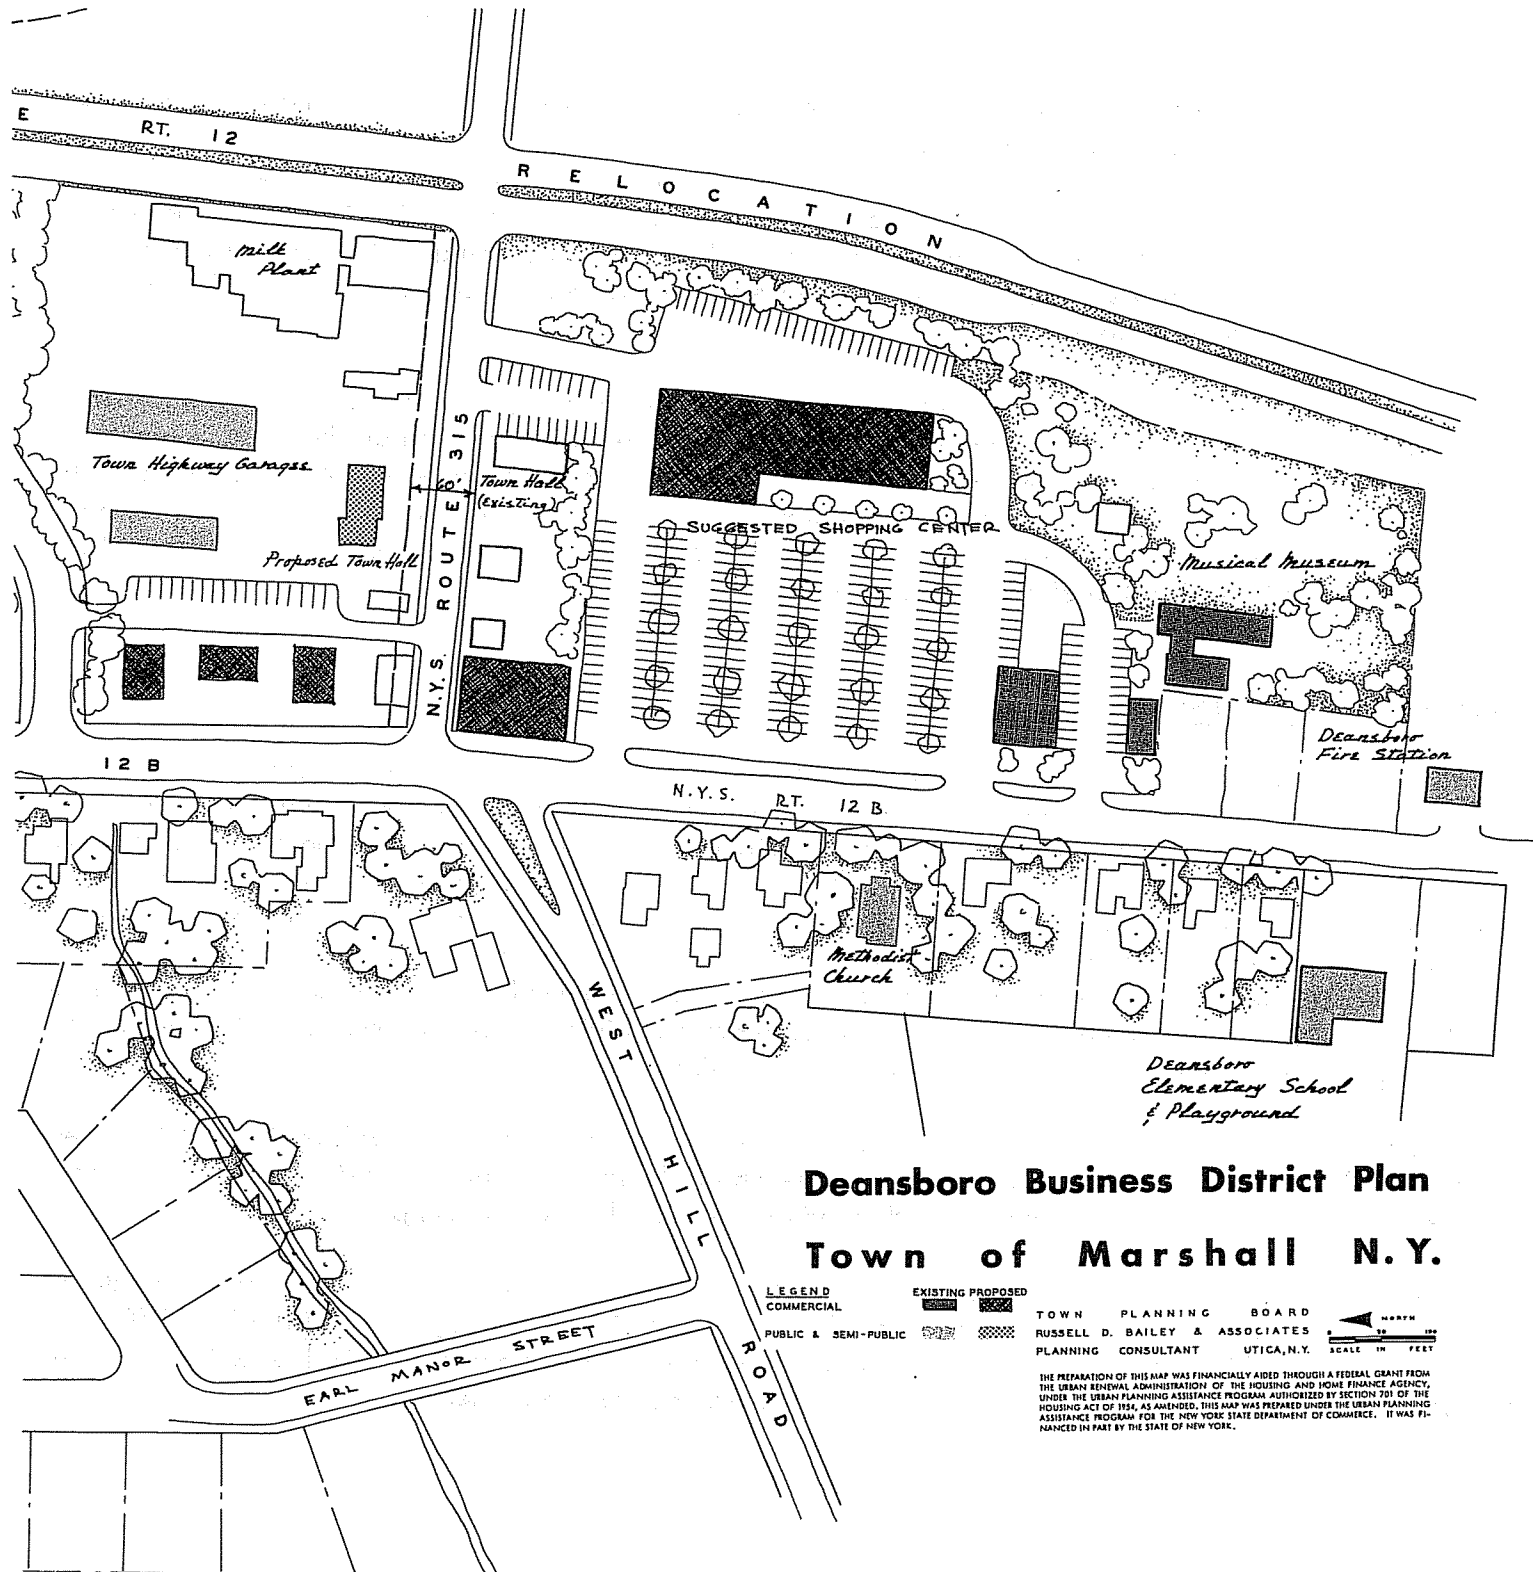 E RT. 12
RELOCATION
Milk
Plant
Town Highway Garages
N.Y.S. ROUTE 315
60'
Town Hall
(Existing)
Proposed Town Hall
SUGGESTED SHOPPING CENTER
Musical Museum
Deansboro
Fire Station
12 B
N.Y.S. RT. 12 B
Methodist
Church
WEST HILL ROAD
Deansboro
Elementary School
& Playground
EARL MANOR STREET
Deansboro Business District Plan
Town of Marshall N.Y.
LEGEND EXISTING PROPOSED
COMMERCIAL
PUBLIC & SEMI-PUBLIC
TOWN PLANNING BOARD
RUSSELL D. BAILEY & ASSOCIATES
PLANNING CONSULTANT UTICA, N.Y.
NORTH
0 50 100
SCALE IN FEET
THE PREPARATION OF THIS MAP WAS FINANCIALLY AIDED THROUGH A FEDERAL GRANT FROM
THE URBAN RENEWAL ADMINISTRATION OF THE HOUSING AND HOME FINANCE AGENCY,
UNDER THE URBAN PLANNING ASSISTANCE PROGRAM AUTHORIZED BY SECTION 701 OF THE
HOUSING ACT OF 1954, AS AMENDED. THIS MAP WAS PREPARED UNDER THE URBAN PLANNING
ASSISTANCE PROGRAM FOR THE NEW YORK STATE DEPARTMENT OF COMMERCE. IT WAS FI-
NANCED IN PART BY THE STATE OF NEW YORK.